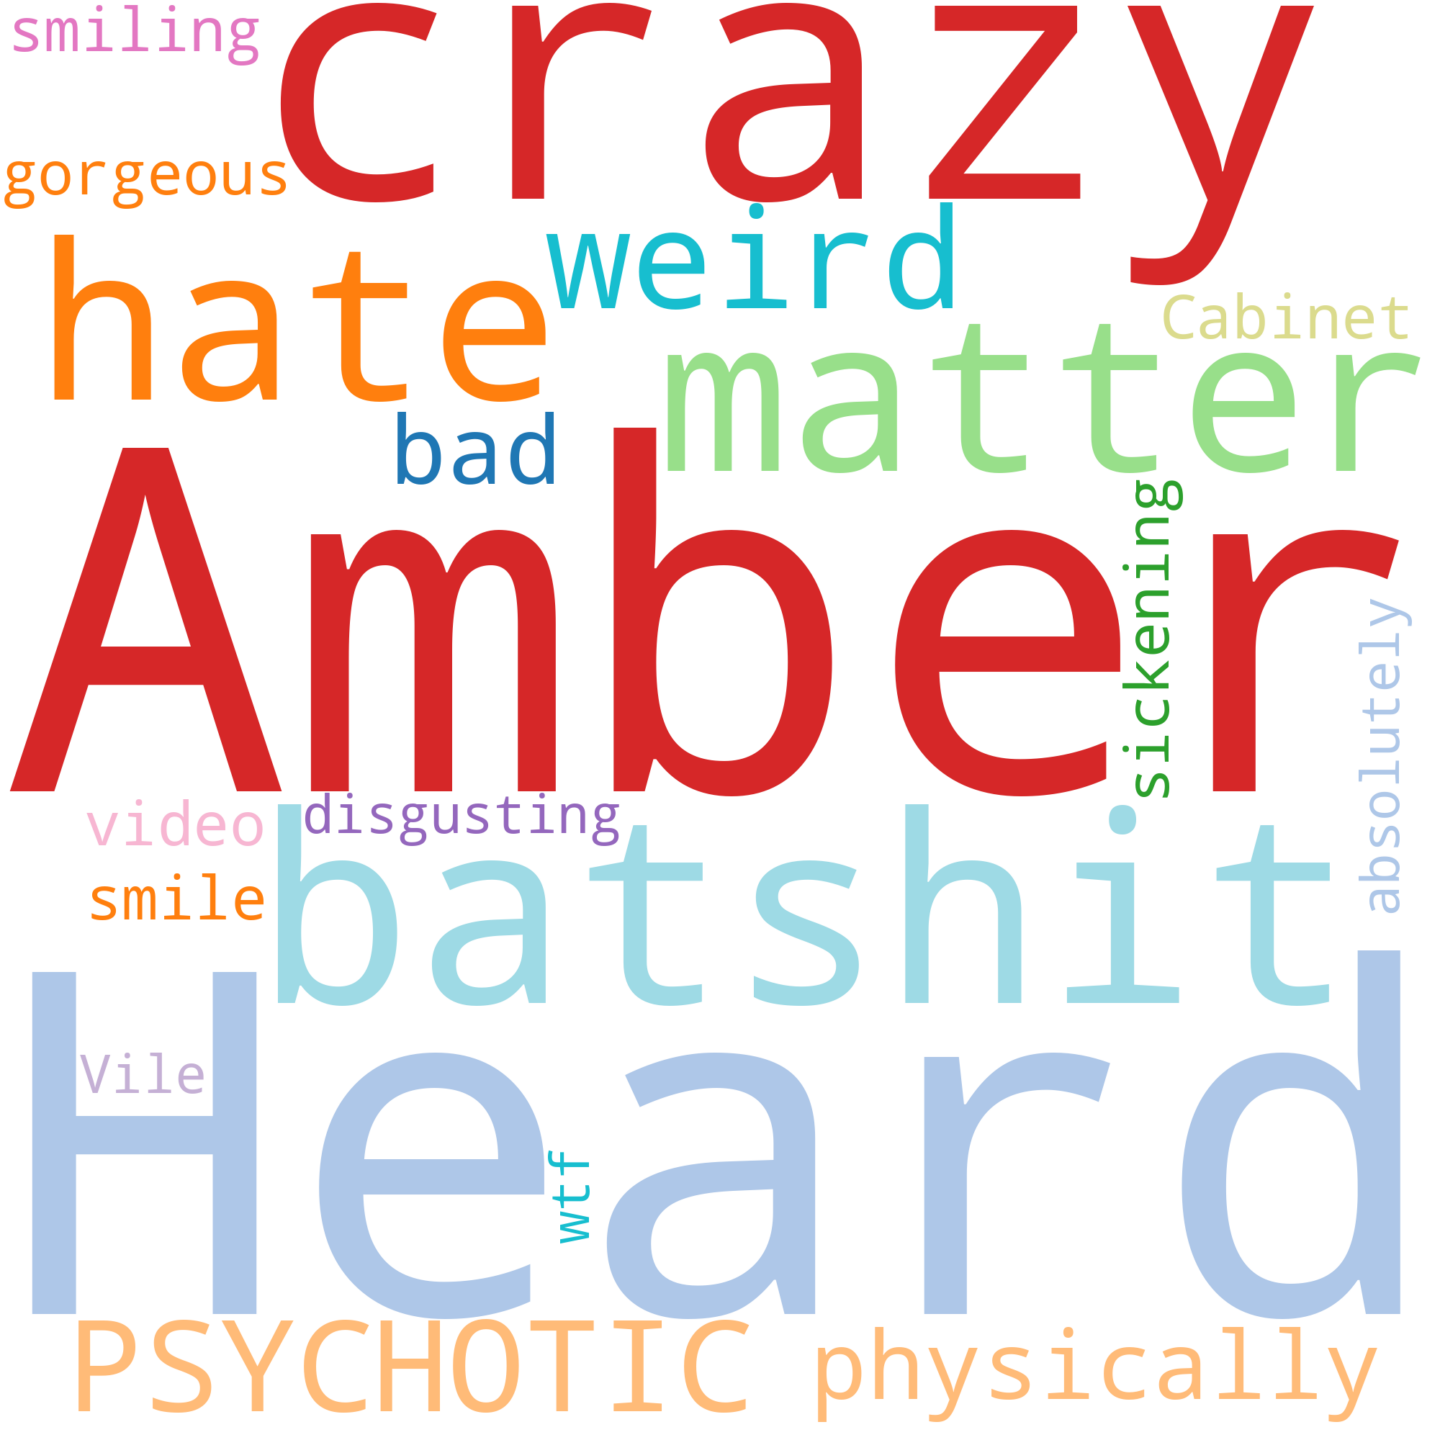 smiling
crazy
gorgeous
hate
weird
Cabinet
matter
bad
Amber
sickening
absolutely
video
disgusting
batshit
smile
Heard
Vile
wtf
PSYCHOTIC
physically